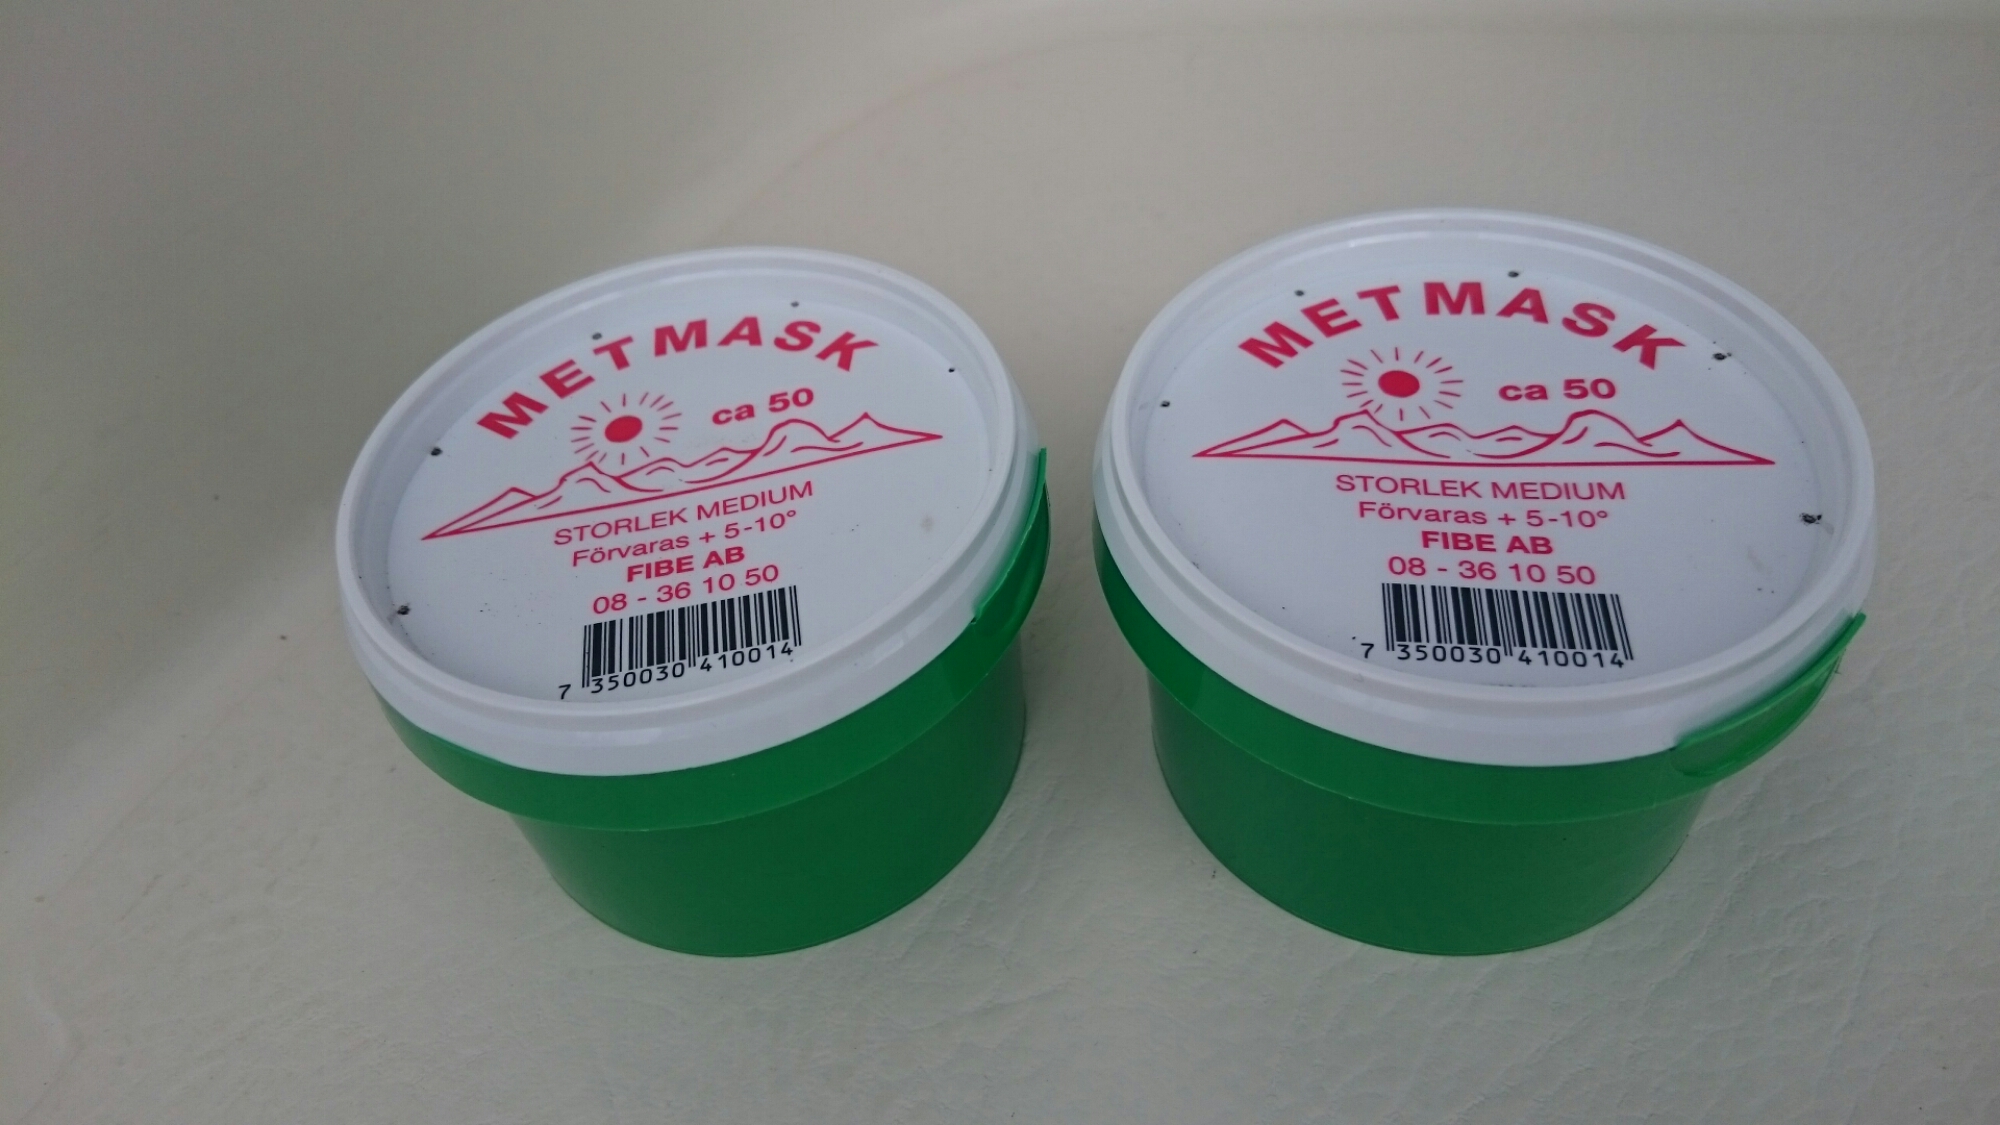 METMASK
ca 50
STORLEK MEDIUM
Förvaras + 5-10°
FIBE AB
08 - 36 10 50
7 350030 410014
METMASK
ca 50
STORLEK MEDIUM
Förvaras + 5-10°
FIBE AB
08 - 36 10 50
7 350030 410014